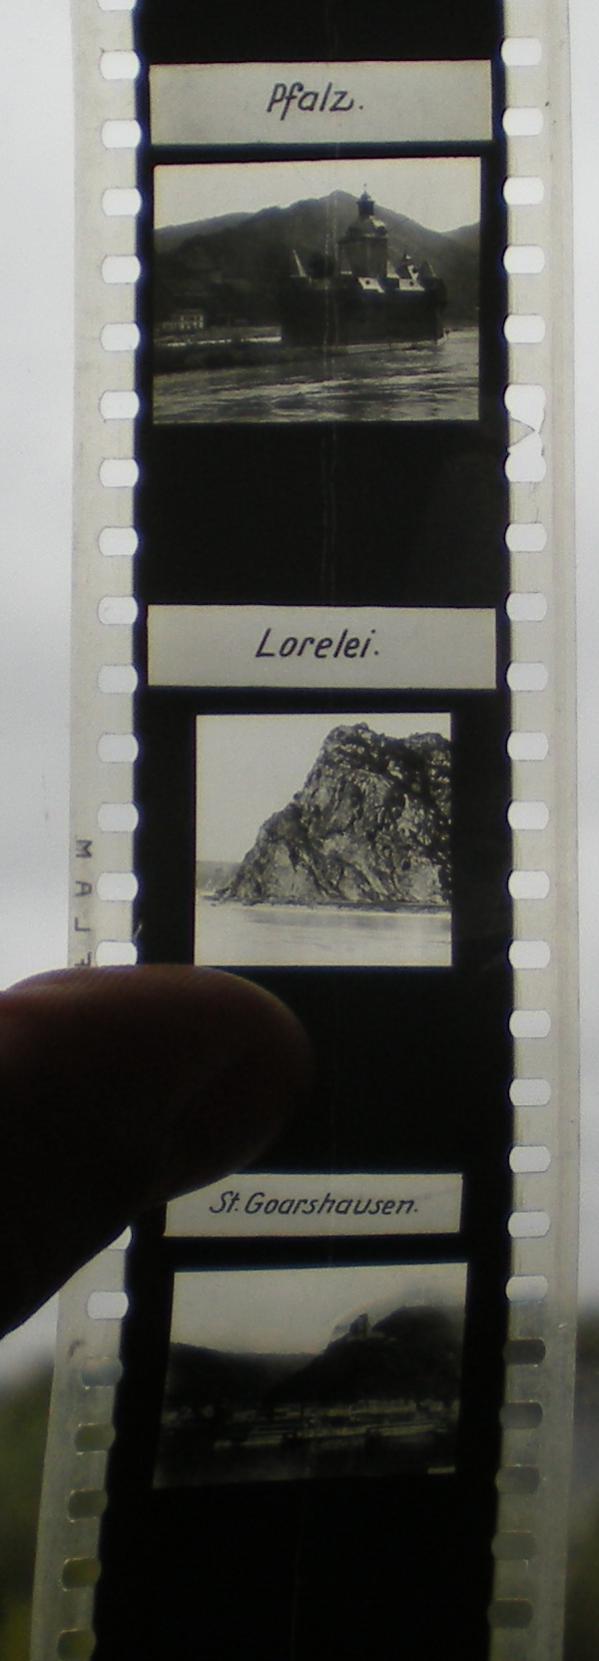 Pfalz.
Lorelei.
St. Goarshausen.